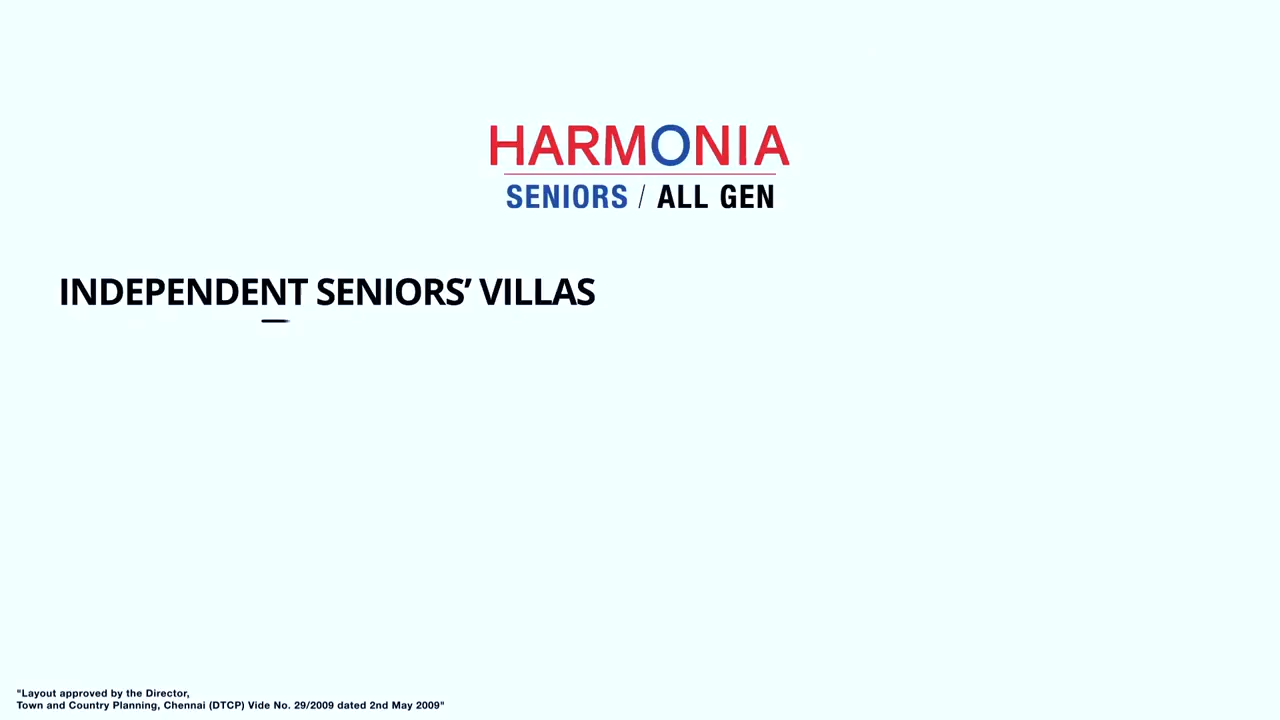 HARMONIA
SENIORS / ALL GEN
INDEPENDENT SENIORS’ VILLAS
"Layout approved by the Director,
Town and Country Planning, Chennai (DTCP) Vide No. 29/2009 dated 2nd May 2009"